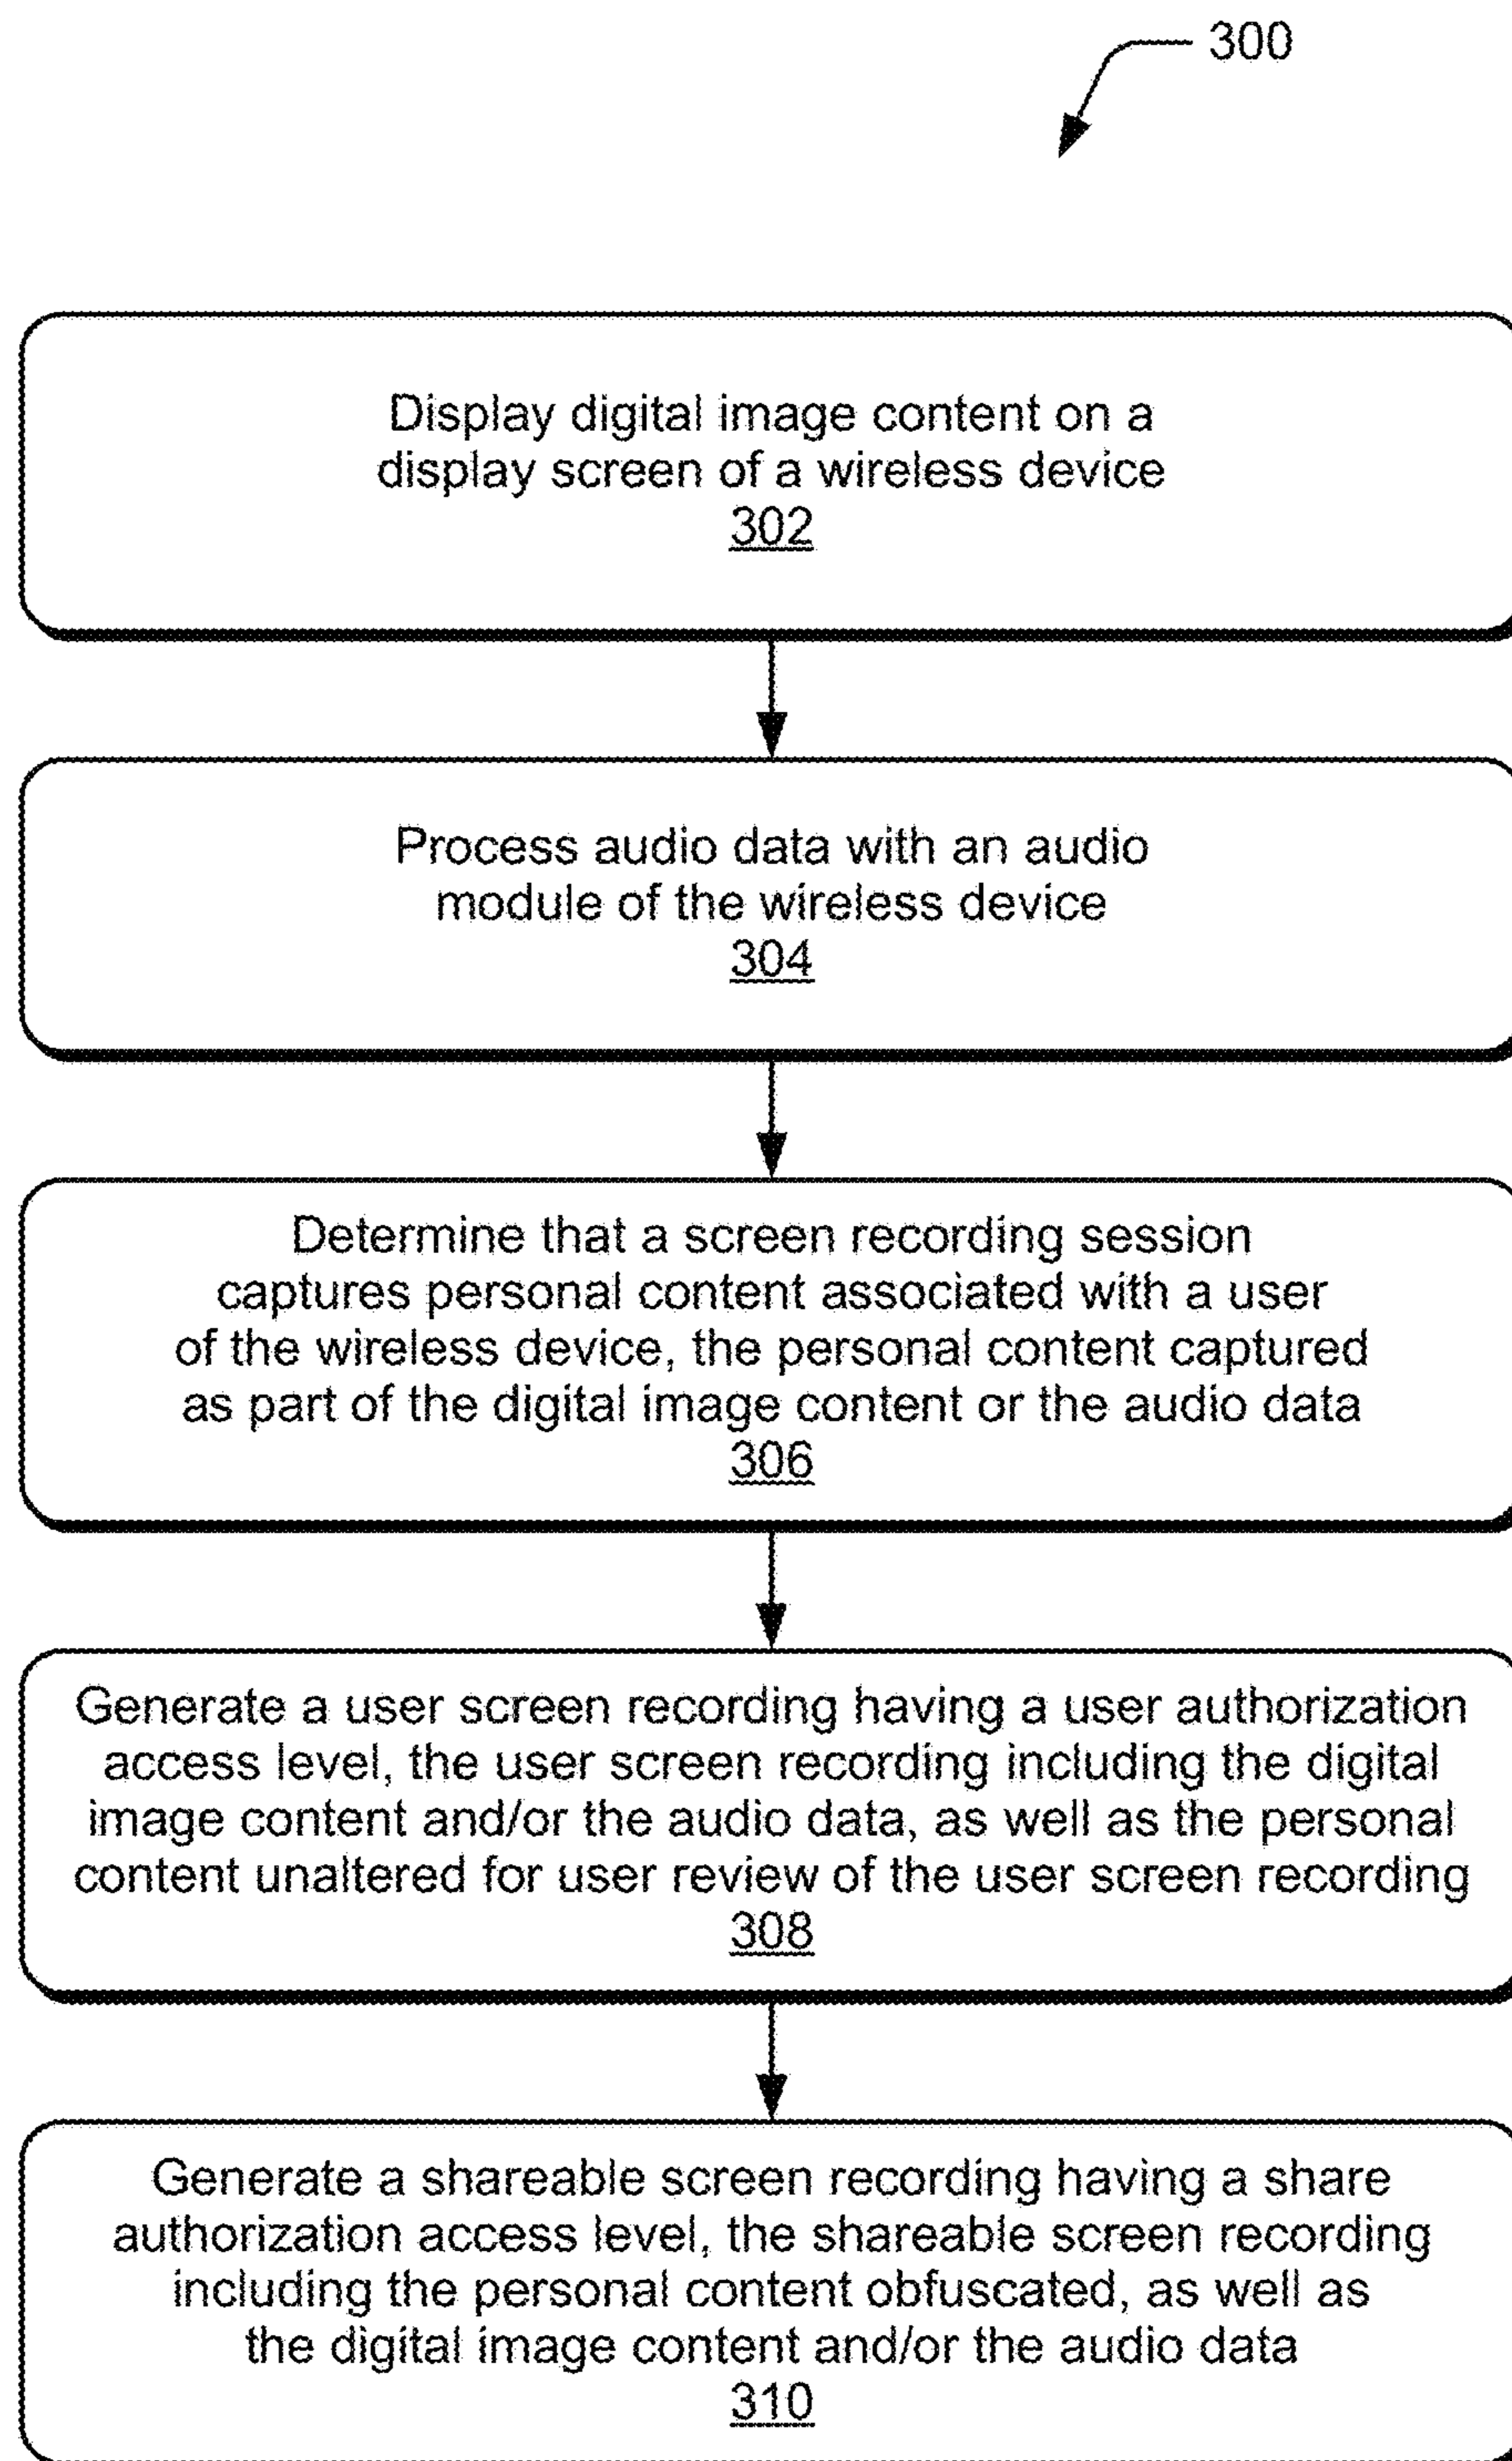 300
Display digital image content on a
display screen of a wireless device
302
Process audio data with an audio
module of the wireless device
304
Determine that a screen recording session
captures personal content associated with a user
of the wireless device, the personal content captured
as part of the digital image content or the audio data
306
Generate a user screen recording having a user authorization
access level, the user screen recording including the digital
image content and/or the audio data, as well as the personal
content unaltered for user review of the user screen recording
308
Generate a shareable screen recording having a share
authorization access level, the shareable screen recording
including the personal content obfuscated, as well as
the digital image content and/or the audio data
310